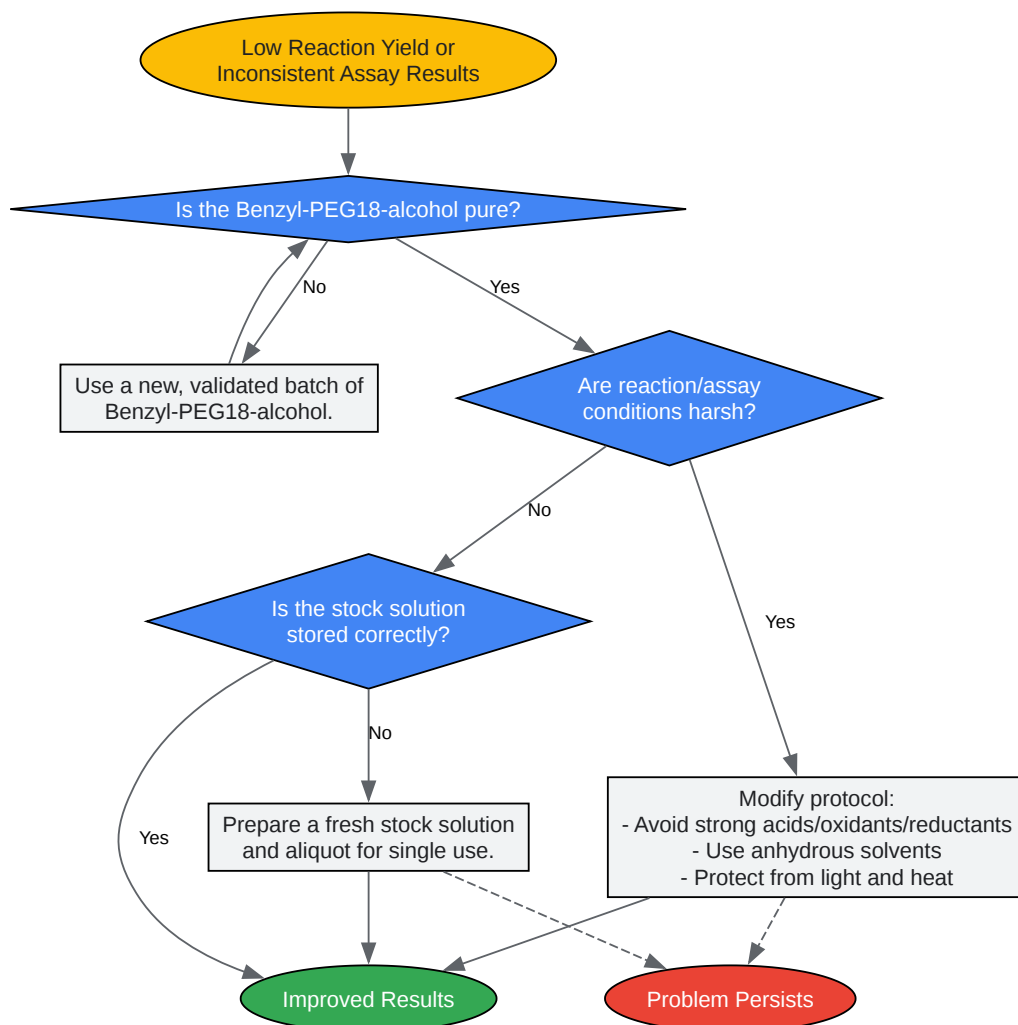 Low Reaction Yield or
Inconsistent Assay Results
Is the Benzyl-PEG18-alcohol pure?
No
Yes
Use a new, validated batch of
Benzyl-PEG18-alcohol.
Are reaction/assay
conditions harsh?
No
Is the stock solution
stored correctly?
Yes
No
Yes
Prepare a fresh stock solution
and aliquot for single use.
Modify protocol:
- Avoid strong acids/oxidants/reductants
- Use anhydrous solvents
- Protect from light and heat
Improved Results
Problem Persists